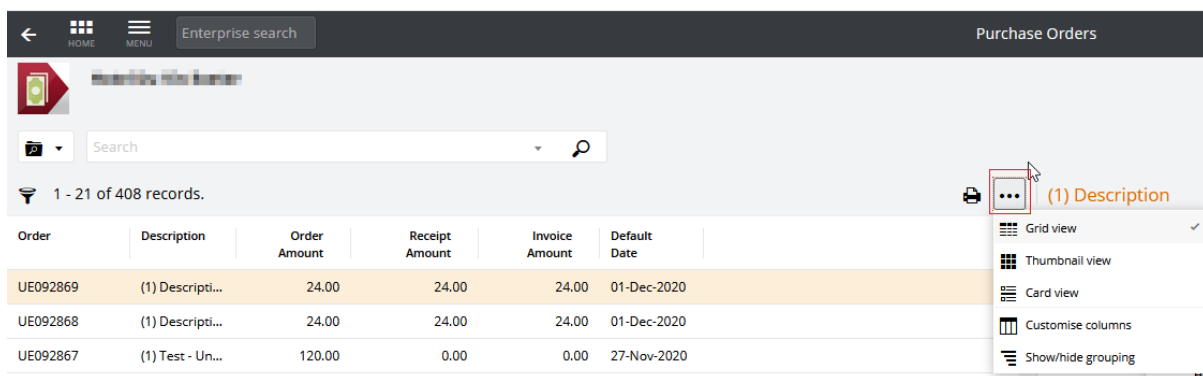 HOME
MENU
Enterprise search
Purchase Orders
Search
1 - 21 of 408 records.
(1) Description
Order Description Order Amount Receipt Amount Invoice Amount Default Date
UE092869 (1) Descripti... 24.00 24.00 24.00 01-Dec-2020
UE092868 (1) Descripti... 24.00 24.00 24.00 01-Dec-2020
UE092867 (1) Test - Un... 120.00 0.00 0.00 27-Nov-2020
Grid view
Thumbnail view
Card view
Customise columns
Show/hide grouping